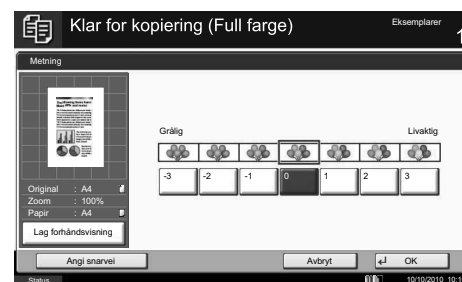 Klar for kopiering (Full farge)
Eksemplarer
Metning
Grålig
Livaktig
-3 -2 -1 0 1 2 3
Original : A4
Zoom : 100%
Papir : A4
Lag forhåndsvisning
Angi snarvei
Avbryt
OK
Status
10/10/2010